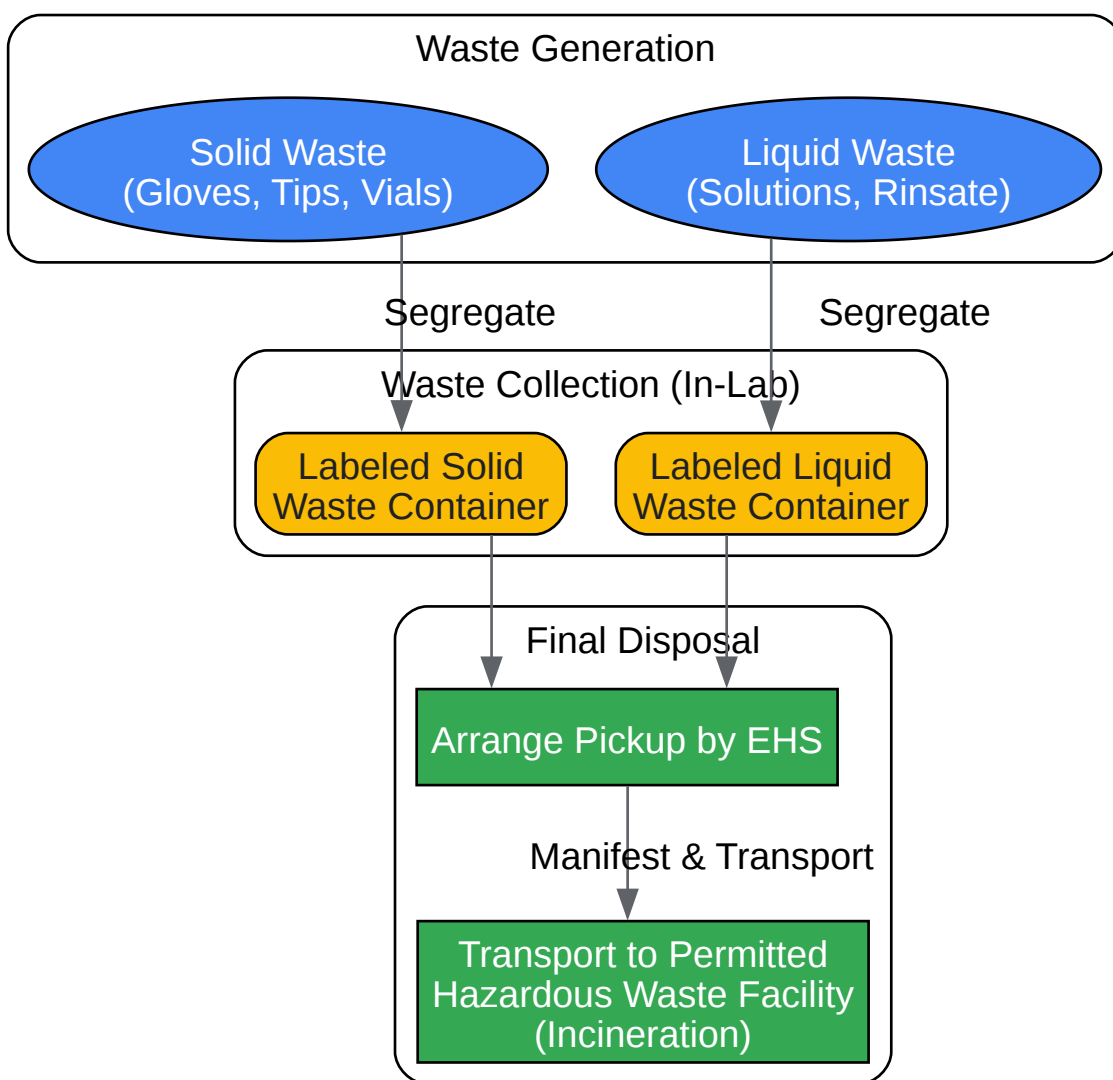 Waste Generation
Solid Waste
(Gloves, Tips, Vials)
Liquid Waste
(Solutions, Rinsate)
Segregate
Segregate
Waste Collection (In-Lab)
Labeled Solid
Waste Container
Labeled Liquid
Waste Container
Final Disposal
Arrange Pickup by EHS
Manifest & Transport
Transport to Permitted
Hazardous Waste Facility
(Incineration)